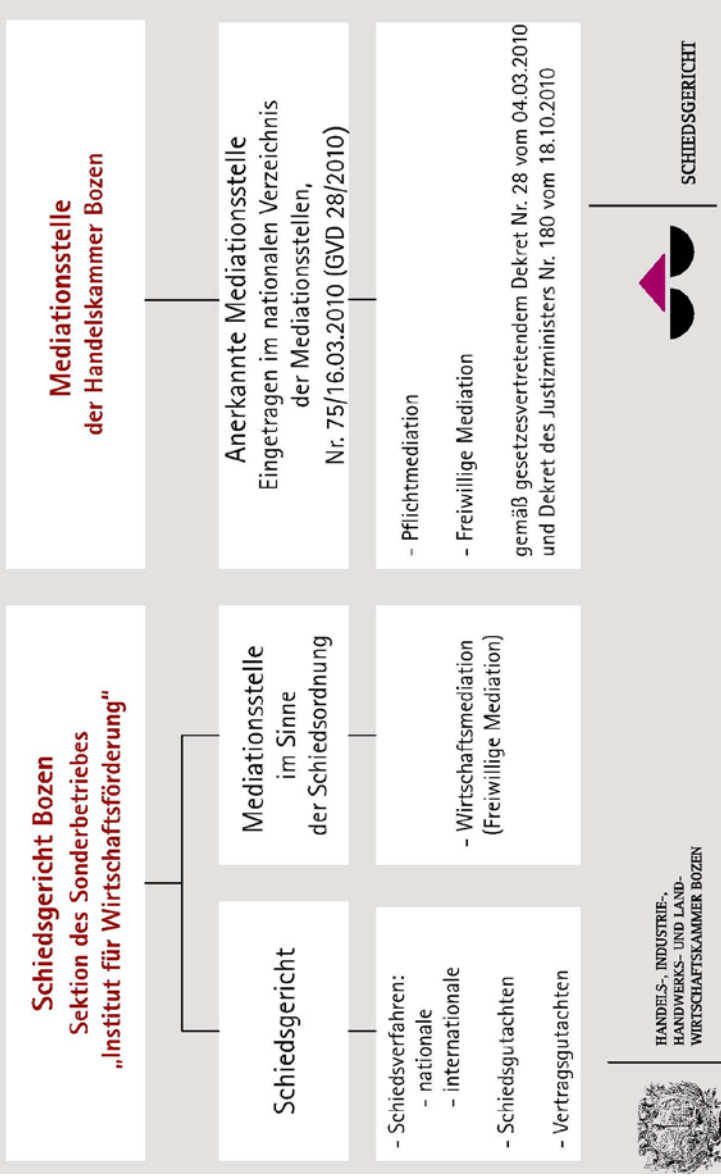 Schiedsgericht Bozen
Sektion des Sonderbetriebes
„Institut für Wirtschaftsförderung"
Schiedsgericht
- Schiedsverfahren:
- nationale
- internationale
- Schiedsgutachten
- Vertragsgutachten
Mediationsstelle
im Sinne
der Schiedsordnung
- Wirtschaftsmediation
(Freiwillige Mediation)
Mediationsstelle
der Handelskammer Bozen
Anerkannte Mediationsstelle
Eingetragen im nationalen Verzeichnis
der Mediationsstellen,
Nr. 75/16.03.2010 (GVD 28/2010)
- Pflichtmediation
- Freiwillige Mediation
gemäß gesetzesvertretendem Dekret Nr. 28 vom 04.03.2010
und Dekret des Justizministers Nr. 180 vom 18.10.2010
HANDELS-, INDUSTRIE-,
HANDWERKS- UND LAND-
WIRTSCHAFTSKAMMER BOZEN
SCHIEDSGERICHT